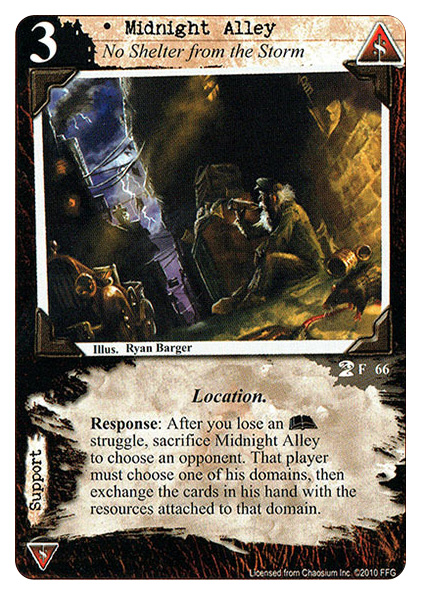 3
• Midnight Alley
No Shelter from the Storm
Illus. Ryan Barger
F 66
Location.
Response: After you lose an
struggle, sacrifice Midnight Alley
to choose an opponent. That player
must choose one of his domains, then
exchange the cards in his hand with the
resources attached to that domain.
Support
Licensed from Chaosium Inc. ©2010 FFG